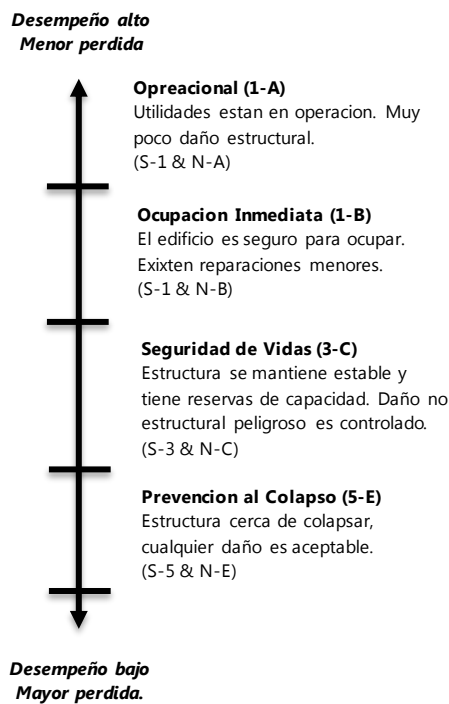 Desempeño alto
Menor perdida
Opreacional (1-A)
Utilidades estan en operacion. Muy
poco daño estructural.
(S-1 & N-A)
Ocupacion Inmediata (1-B)
El edificio es seguro para ocupar.
Exixten reparaciones menores.
(S-1 & N-B)
Seguridad de Vidas (3-C)
Estructura se mantiene estable y
tiene reservas de capacidad. Daño no
estructural peligroso es controlado.
(S-3 & N-C)
Prevencion al Colapso (5-E)
Estructura cerca de colapsar,
cualquier daño es aceptable.
(S-5 & N-E)
Desempeño bajo
Mayor perdida.